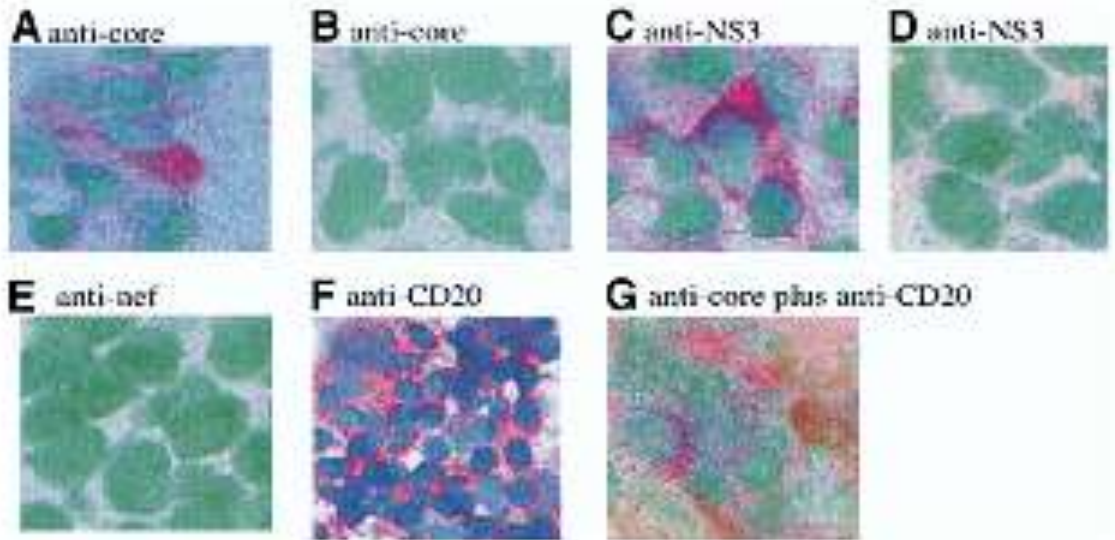 A anti-core
B anti-core
C anti-NS3
D anti-NS3
E anti-nef
F anti-CD20
G anti-core plus anti-CD20